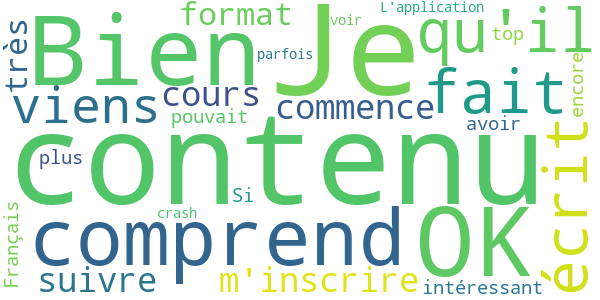 L'application
format
voir
Bien
Je
qu'il
top
très
parfois
encore
viens
cours
commence
fait
pouvait
avoir
contenu
écrit
plus
Si
Français
crash
comprend
OK
suivre
m'inscrire
intéressant